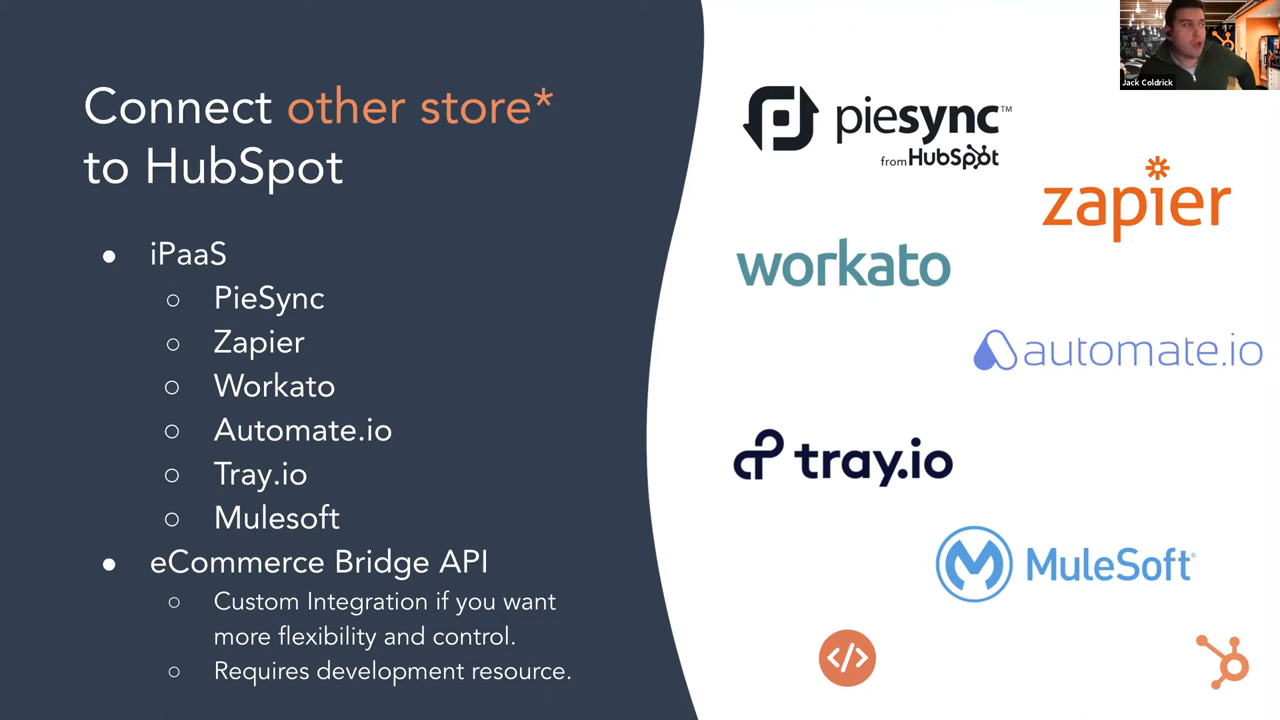 Connect other store*
to HubSpot
● iPaaS
○ PieSync
○ Zapier
○ Workato
○ Automate.io
○ Tray.io
○ Mulesoft
● eCommerce Bridge API
○ Custom Integration if you want
more flexibility and control.
○ Requires development resource.
piesync™
from HubSpot
zapier
workato
automate.io
tray.io
MuleSoft®
</>
Jack Coldrick